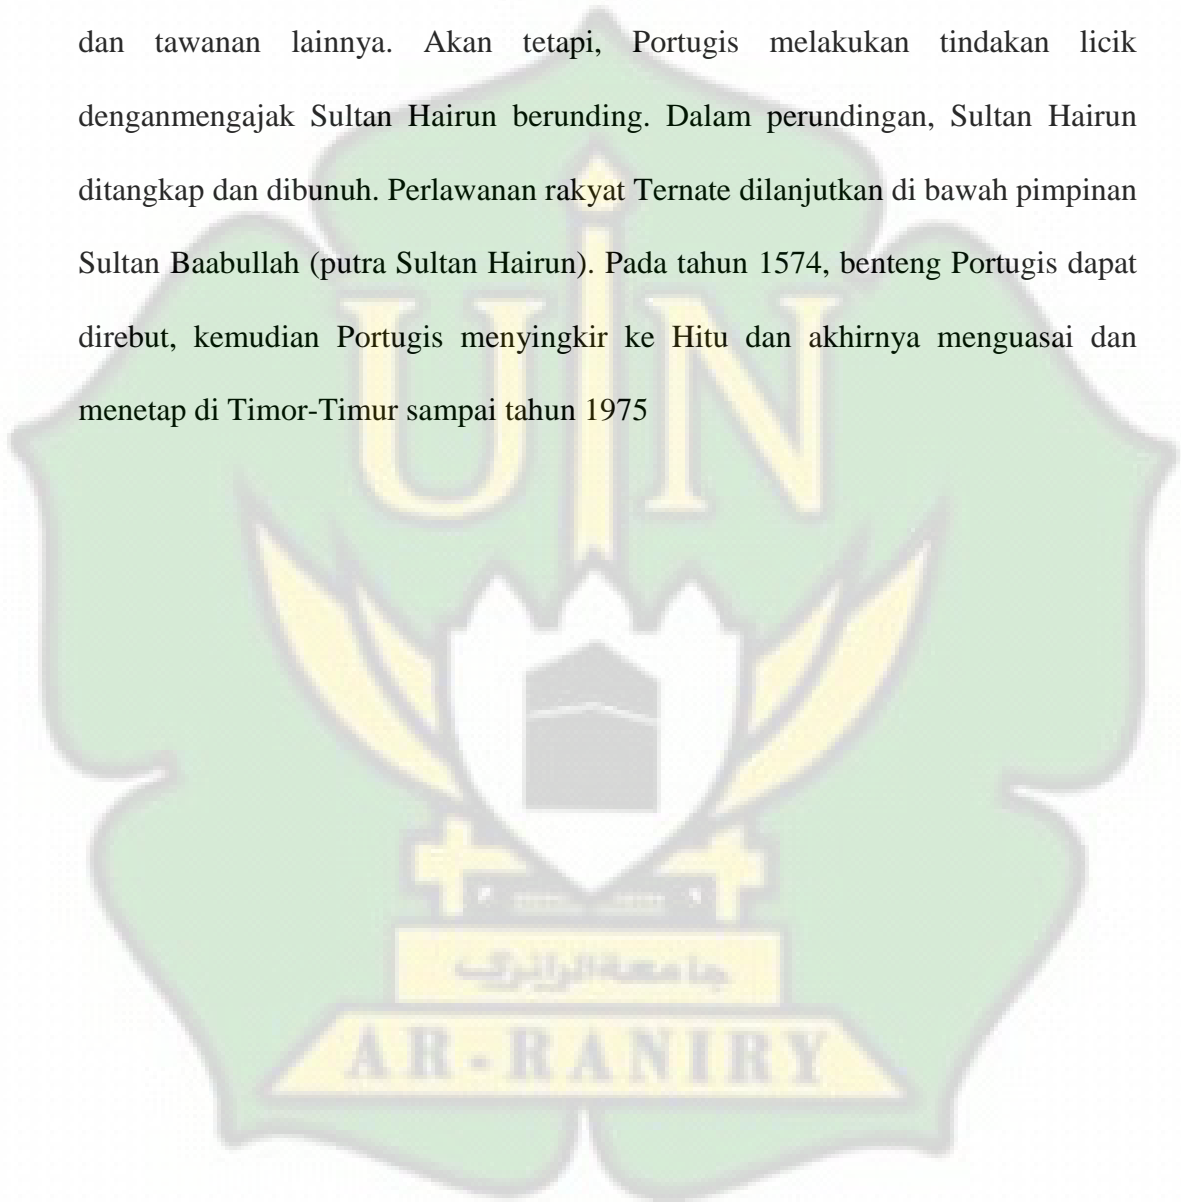 dan tawanan lainnya. Akan tetapi, Portugis melakukan tindakan licik
denganmengajak Sultan Hairun berunding. Dalam perundingan, Sultan Hairun
ditangkap dan dibunuh. Perlawanan rakyat Ternate dilanjutkan di bawah pimpinan
Sultan Baabullah (putra Sultan Hairun). Pada tahun 1574, benteng Portugis dapat
direbut, kemudian Portugis menyingkir ke Hitu dan akhirnya menguasai dan
menetap di Timor-Timur sampai tahun 1975
UIN
جامعة الرانرك
AR-RANIRY